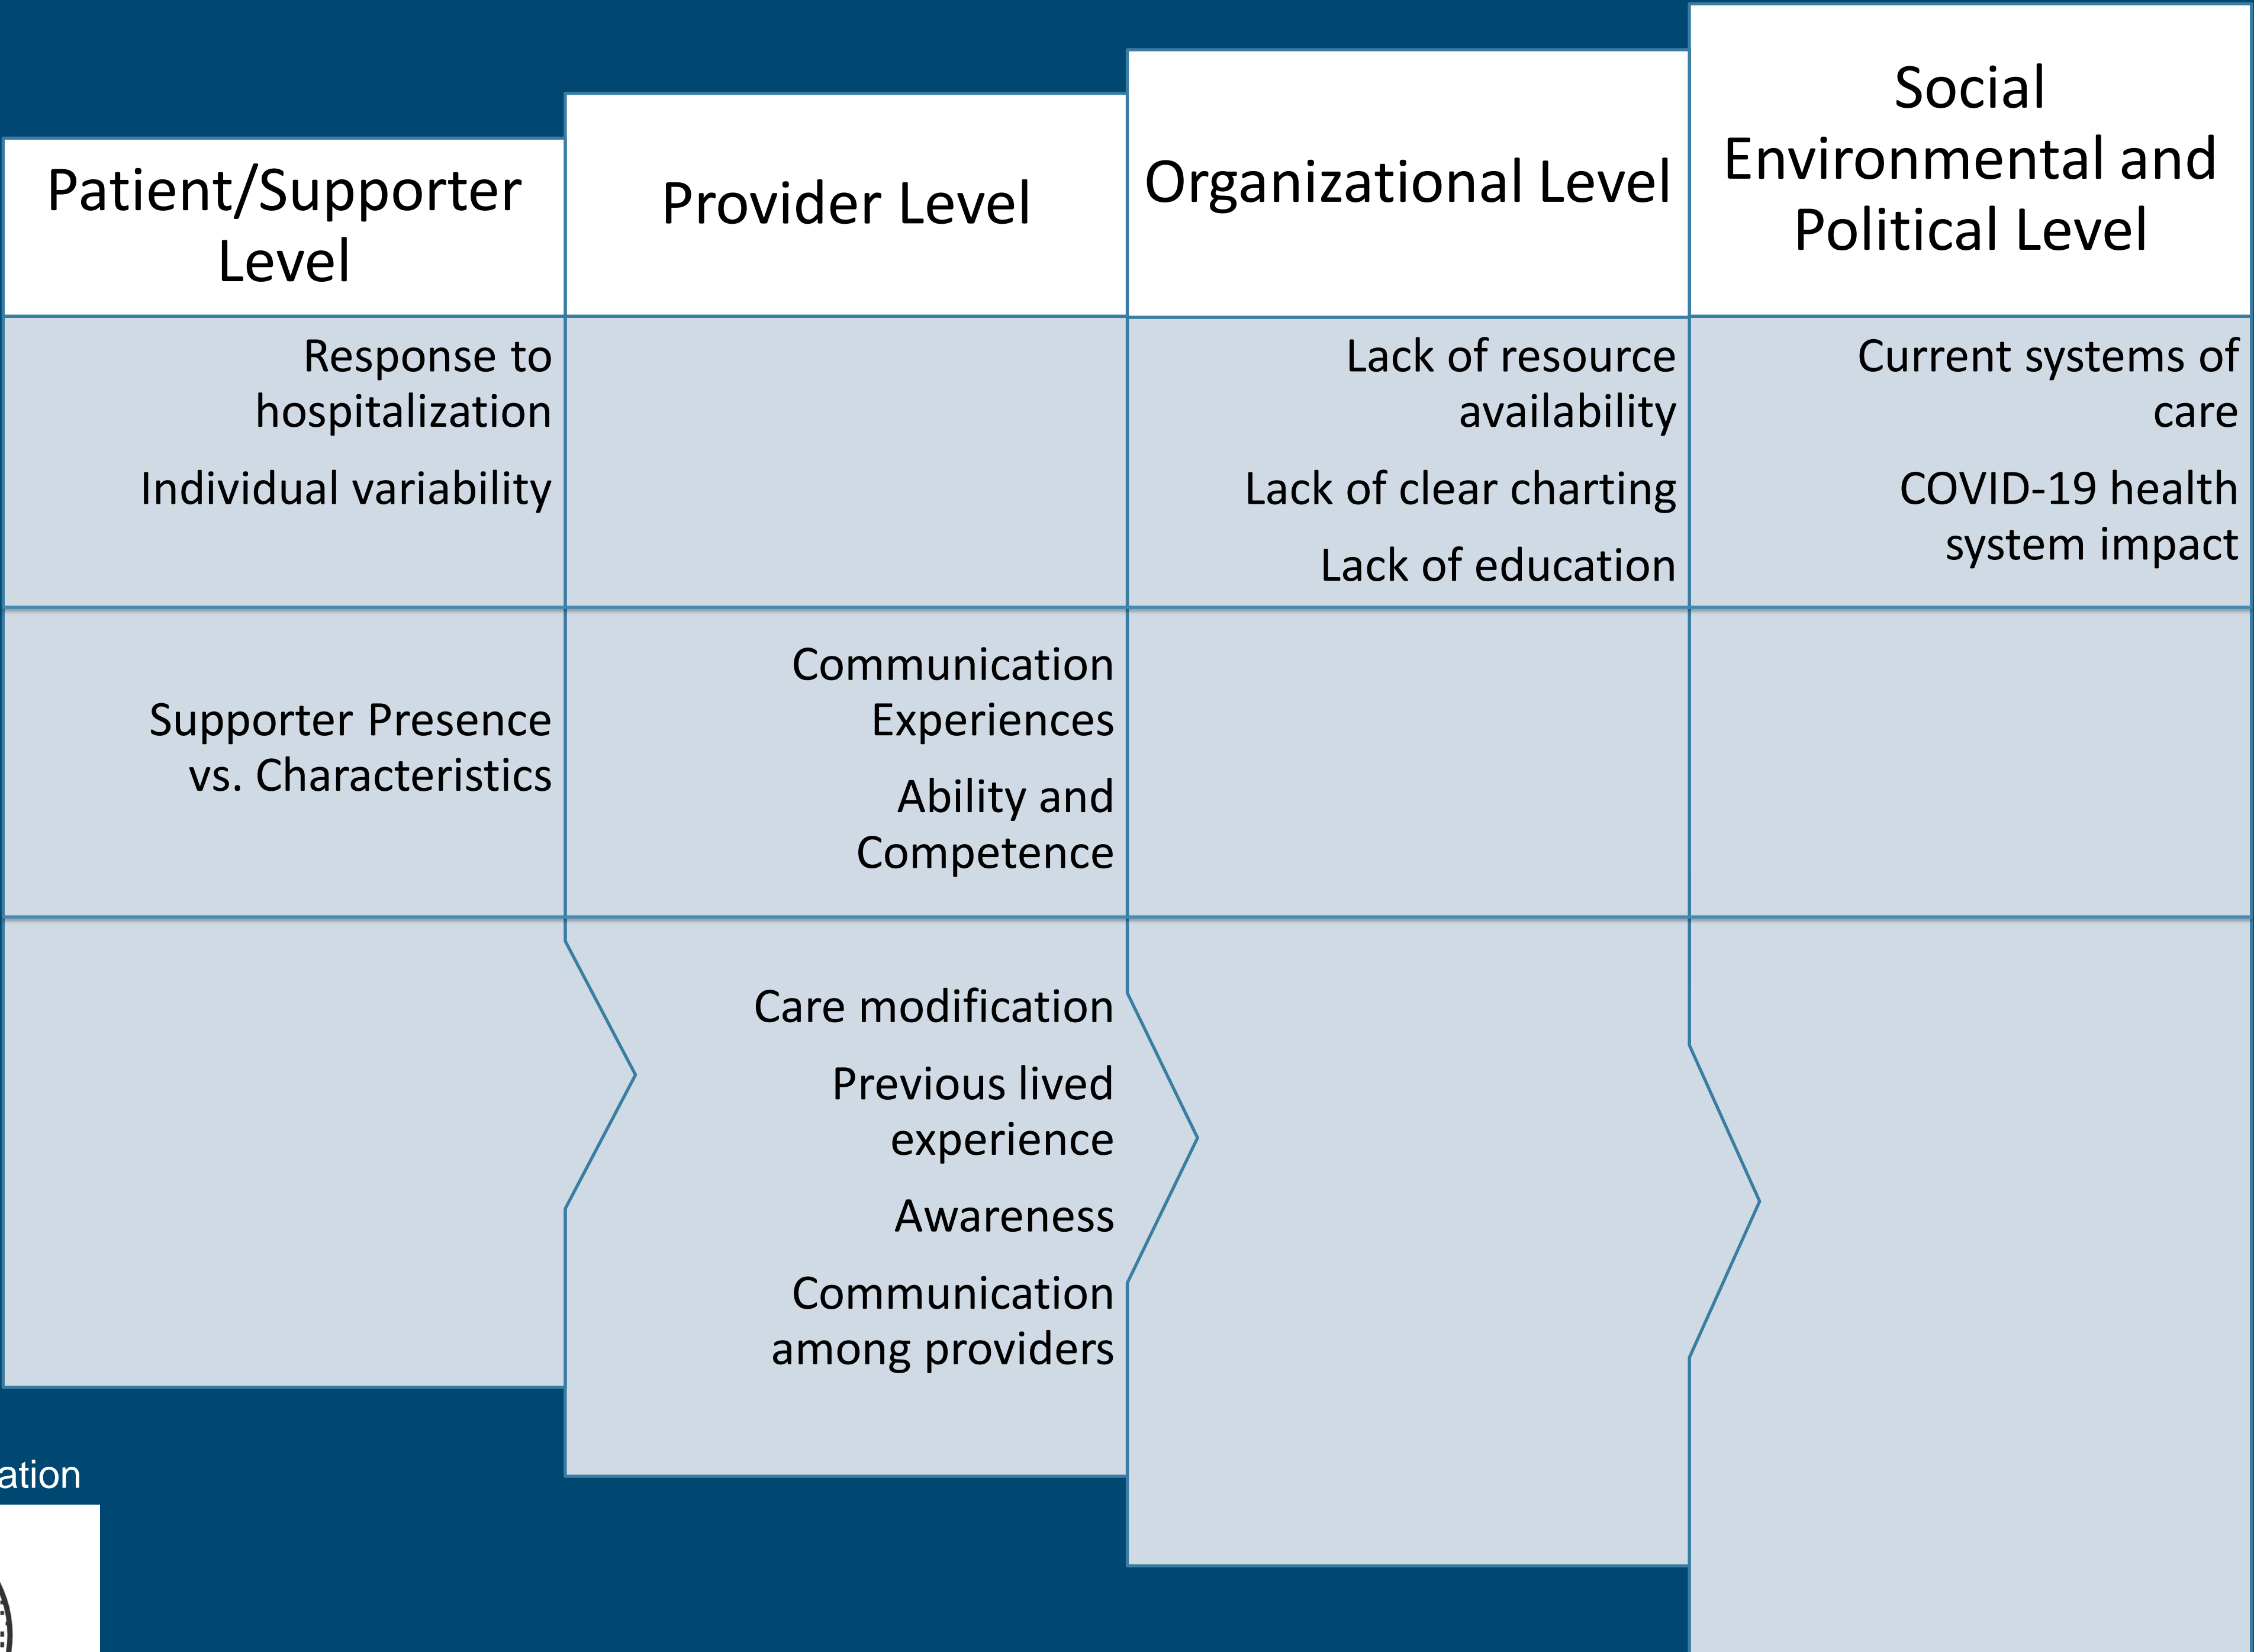 Patient/Supporter
Level
Provider Level
Organizational Level
Social
Environmental and
Political Level
Response to
hospitalization
Individual variability
Lack of resource
availability
Lack of clear charting
Lack of education
Current systems of
care
COVID-19 health
system impact
Supporter Presence
vs. Characteristics
Communication
Experiences
Ability and
Competence
Care modification
Previous lived
experience
Awareness
Communication
among providers
ation